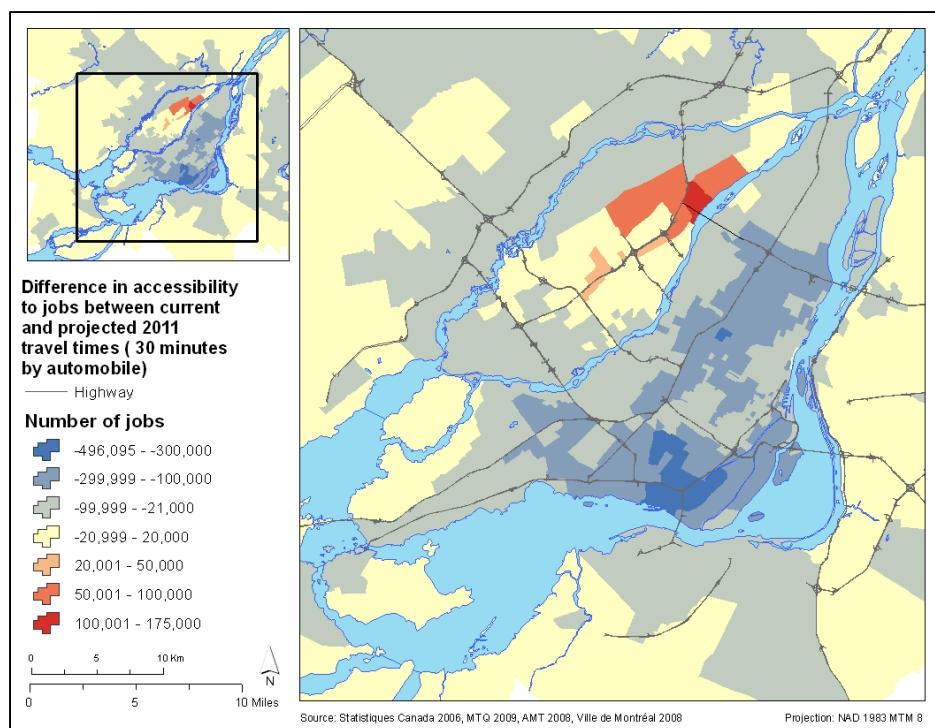 Difference in accessibility
to jobs between current
and projected 2011
travel times ( 30 minutes
by automobile)
Highway
Number of jobs
-496,095 - -300,000
-299,999 - -100,000
-99,999 - -21,000
-20,999 - 20,000
20,001 - 50,000
50,001 - 100,000
100,001 - 175,000
0 5 10 Km
0 5 10 Miles
N
Source: Statistiques Canada 2006, MTQ 2009, AMT 2008, Ville de Montréal 2008 Projection: NAD 1983 MTM 8